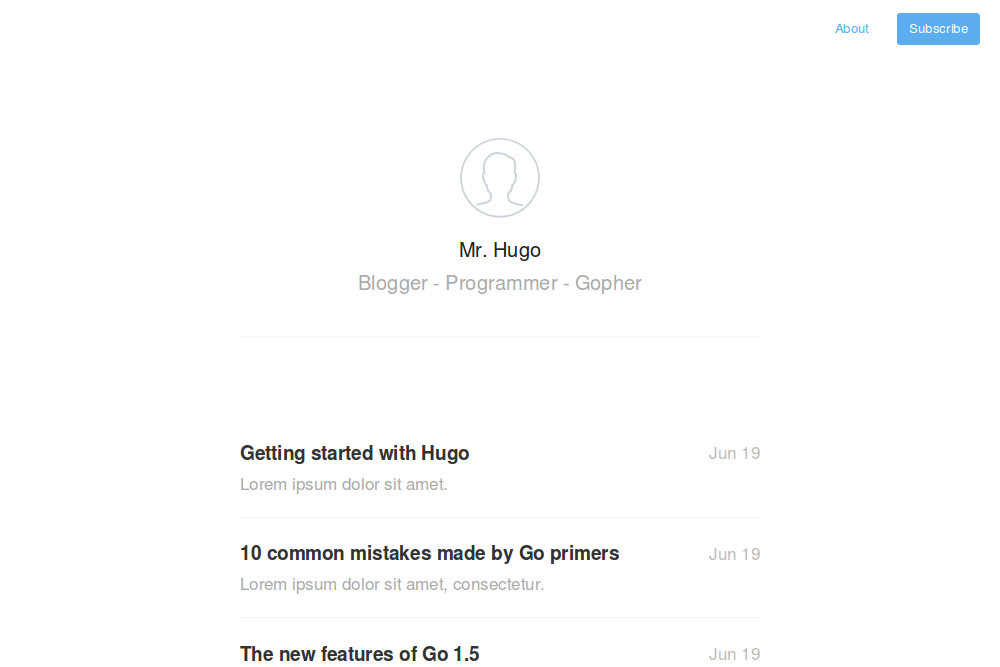 About
Subscribe
Mr. Hugo
Blogger - Programmer - Gopher
Getting started with Hugo
Jun 19
Lorem ipsum dolor sit amet.
10 common mistakes made by Go primers
Jun 19
Lorem ipsum dolor sit amet, consectetur.
The new features of Go 1.5
Jun 19